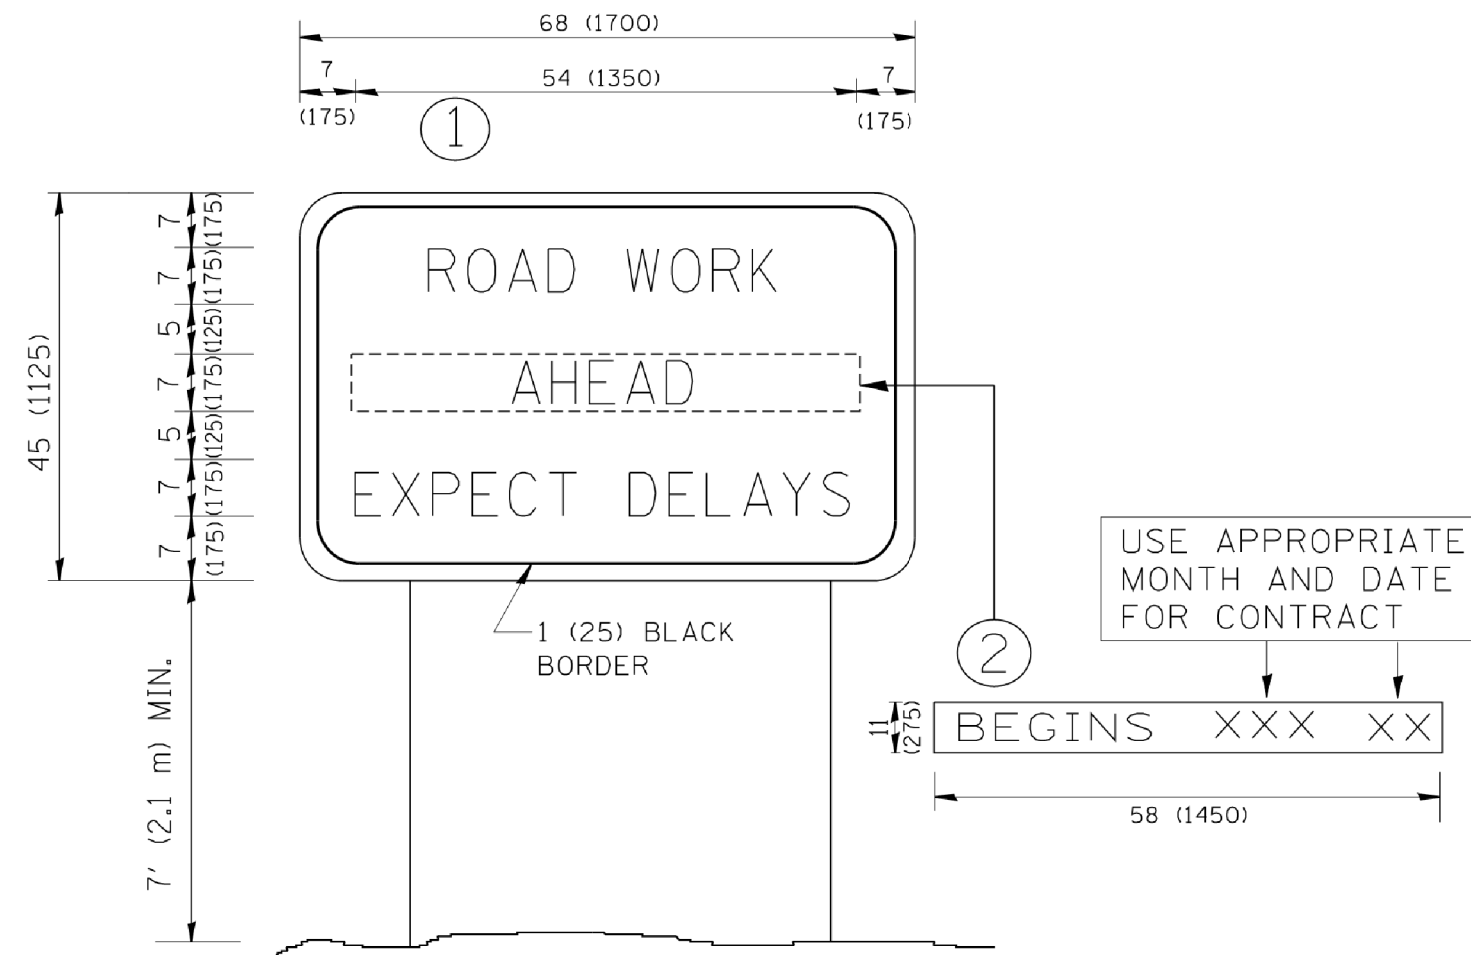 68 (1700)
7
54 (1350)
7
(175)
(175)
1
7
(175)
7
(175)
5
(125)
7
(175)
5
(125)
7
(175)
7
(175)
45 (1125)
ROAD WORK
AHEAD
EXPECT DELAYS
1 (25) BLACK
BORDER
7' (2.1 m) MIN.
2
USE APPROPRIATE
MONTH AND DATE
FOR CONTRACT
11
(275)
BEGINS XXX XX
58 (1450)